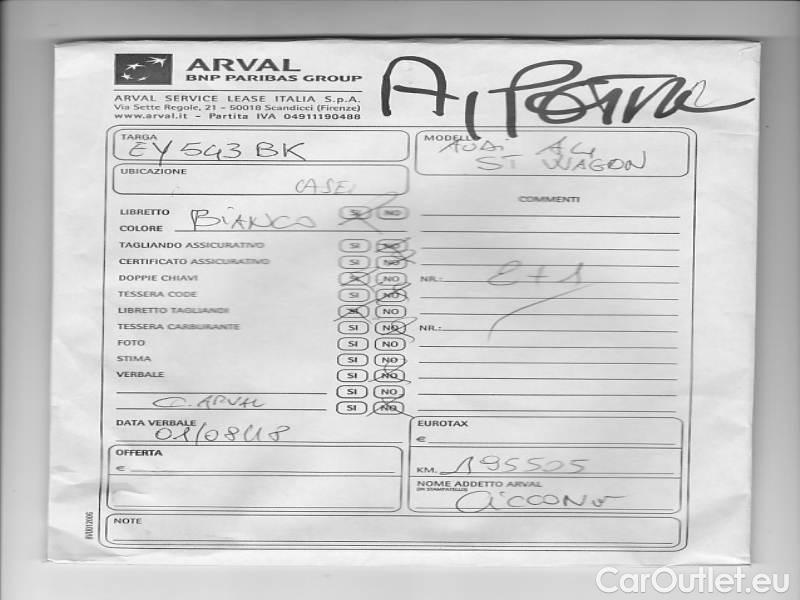 ARVAL
BNP PARIBAS GROUP
ARVAL SERVICE LEASE ITALIA S.p.A.
Via Sette Regole, 21 - 50018 Scandicci (Firenze)
www.arval.it - Partita IVA 04911190488
TARGA
EY 543 BK
MODELLO
AUDI A4
ST WAGON
UBICAZIONE
CASEI
COMMENTI
LIBRETTO SI NO
COLORE BIANCO
TAGLIANDO ASSICURATIVO SI NO
CERTIFICATO ASSICURATIVO SI NO
DOPPIE CHIAVI SI NO NR.: 2+1
TESSERA CODE SI NO
LIBRETTO TAGLIANDI SI NO
TESSERA CARBURANTE SI NO NR.:
FOTO SI NO
STIMA SI NO
VERBALE SI NO
SI NO
C. ARVAL SI NO
DATA VERBALE
01/08/18
EUROTAX
€
OFFERTA
€
KM. 195505
NOME ADDETTO ARVAL
(IN STAMPATELLO)
CICCONE
NOTE
CarOutlet.eu